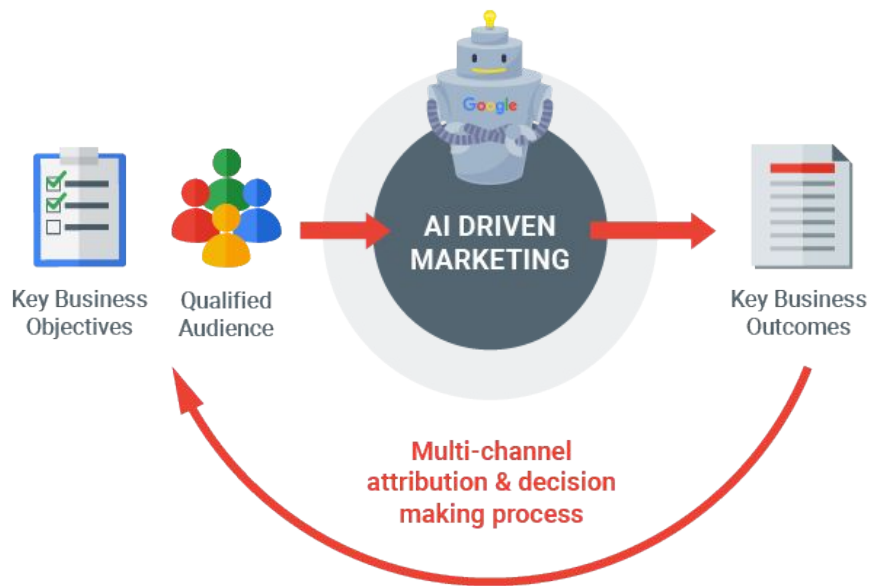 Google
AI DRIVEN
MARKETING
Key Business
Objectives
Qualified
Audience
Key Business
Outcomes
Multi-channel
attribution & decision
making process